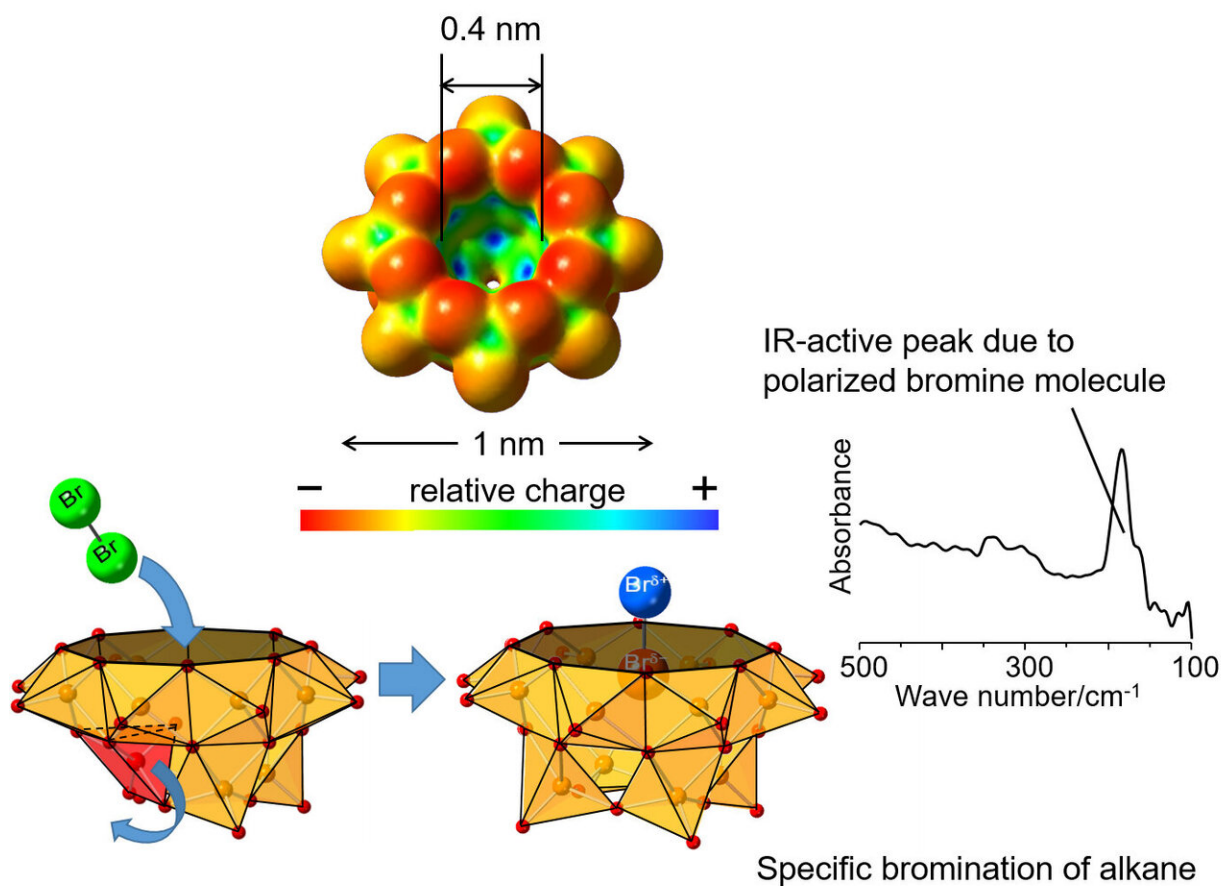 0.4 nm
1 nm
− relative charge +
IR-active peak due to
polarized bromine molecule
Absorbance
500 300 100
Wave number/cm⁻¹
Br
Br
Brᵟ⁺
Brᵟ⁻
Specific bromination of alkane